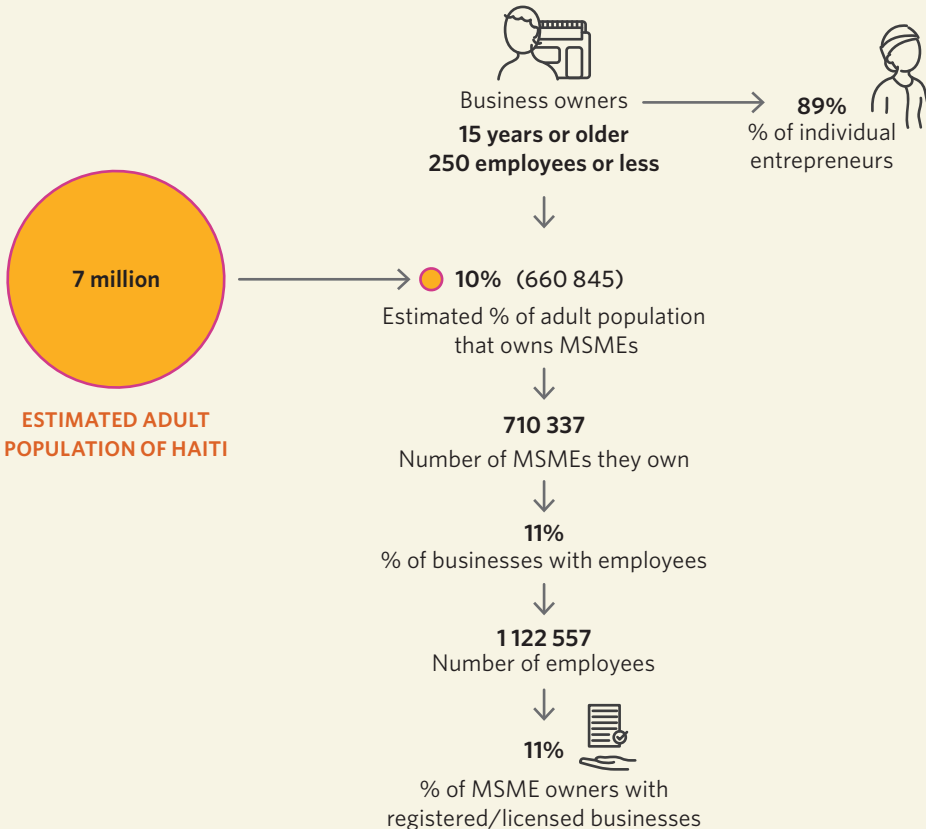 Business owners
15 years or older
250 employees or less
89%
% of individual
entrepreneurs
7 million
10% (660 845)
Estimated % of adult population
that owns MSMEs
ESTIMATED ADULT
POPULATION OF HAITI
710 337
Number of MSMEs they own
11%
% of businesses with employees
1 122 557
Number of employees
11%
% of MSME owners with
registered/licensed businesses